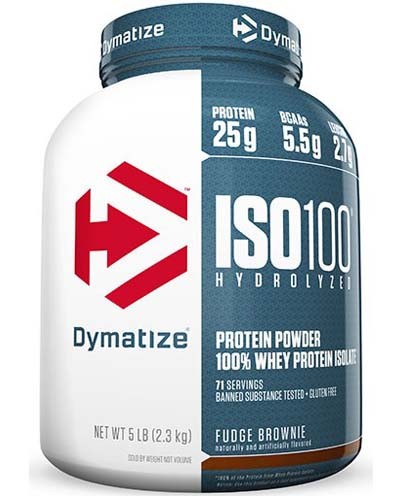 Dymatize
PROTEIN
25g
BCAAS
5.5g
2.7g
Dymatize®
ISO100®
HYDROLYZED
PROTEIN POWDER
100% WHEY PROTEIN ISOLATE
71 SERVINGS
BANNED SUBSTANCE TESTED • GLUTEN FREE
NET WT 5 LB (2.3 kg)
SOLD BY WEIGHT NOT VOLUME
FUDGE BROWNIE
naturally and artificially flavored